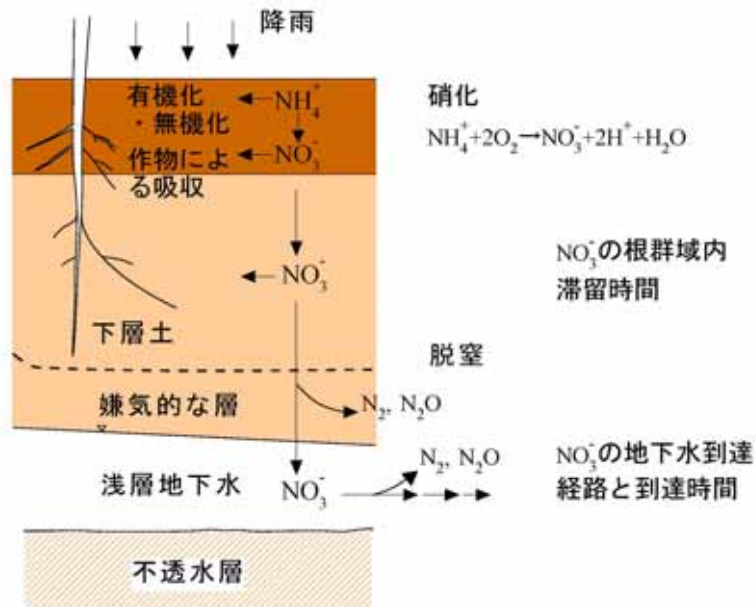 降雨
有機化
・無機化
NH₄⁺
作物によ
る吸収
NO₃⁻
硝化
NH₄⁺+2O₂→NO₃⁻+2H⁺+H₂O
NO₃⁻
NO₃⁻の根群域内
滞留時間
下層土
脱窒
嫌気的な層
N₂, N₂O
浅層地下水
NO₃⁻
N₂, N₂O
NO₃⁻の地下水到達
経路と到達時間
不透水層